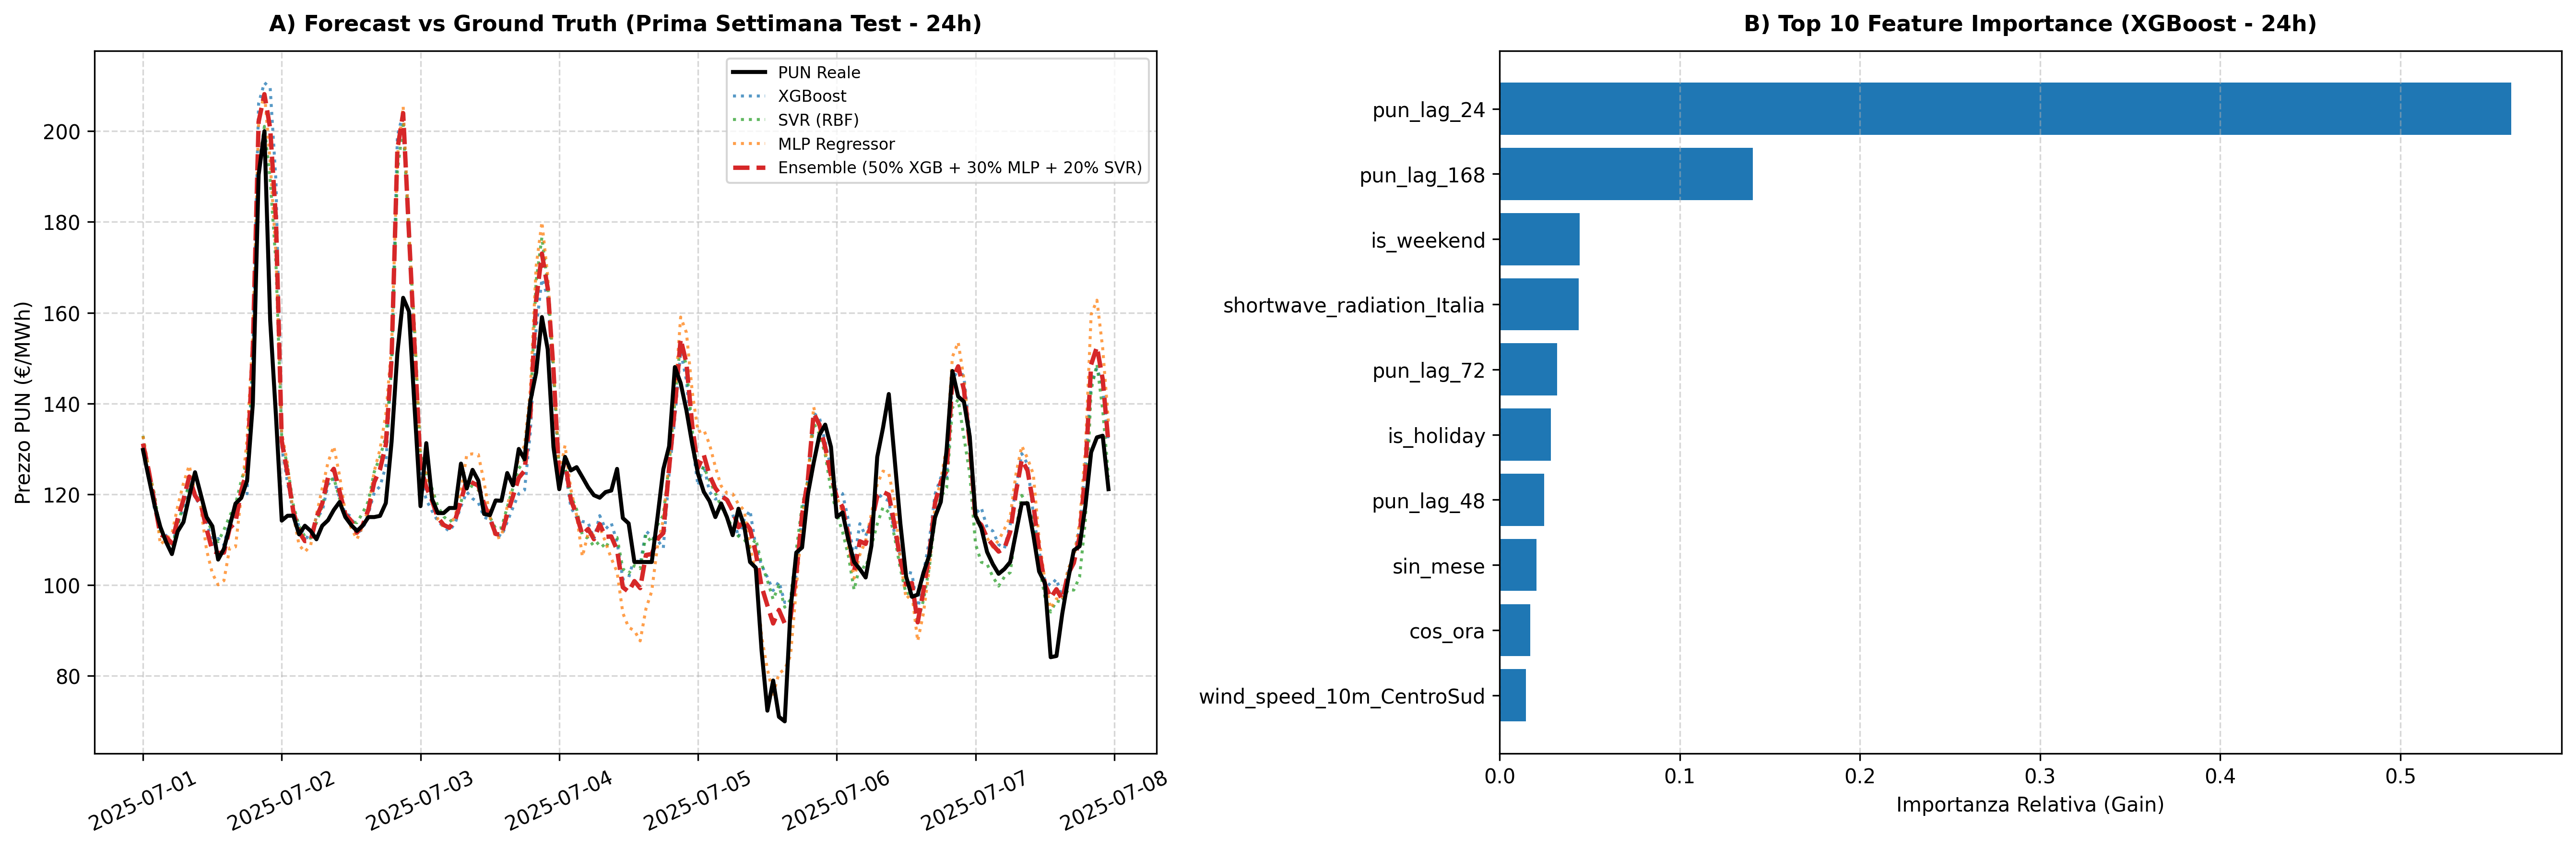 A) Forecast vs Ground Truth (Prima Settimana Test - 24h)
Prezzo PUN (€/MWh)
200
180
160
140
120
100
80
PUN Reale
XGBoost
SVR (RBF)
MLP Regressor
Ensemble (50% XGB + 30% MLP + 20% SVR)
2025-07-01
2025-07-02
2025-07-03
2025-07-04
2025-07-05
2025-07-06
2025-07-07
2025-07-08
B) Top 10 Feature Importance (XGBoost - 24h)
pun_lag_24
pun_lag_168
is_weekend
shortwave_radiation_Italia
pun_lag_72
is_holiday
pun_lag_48
sin_mese
cos_ora
wind_speed_10m_CentroSud
0.0 0.1 0.2 0.3 0.4 0.5
Importanza Relativa (Gain)